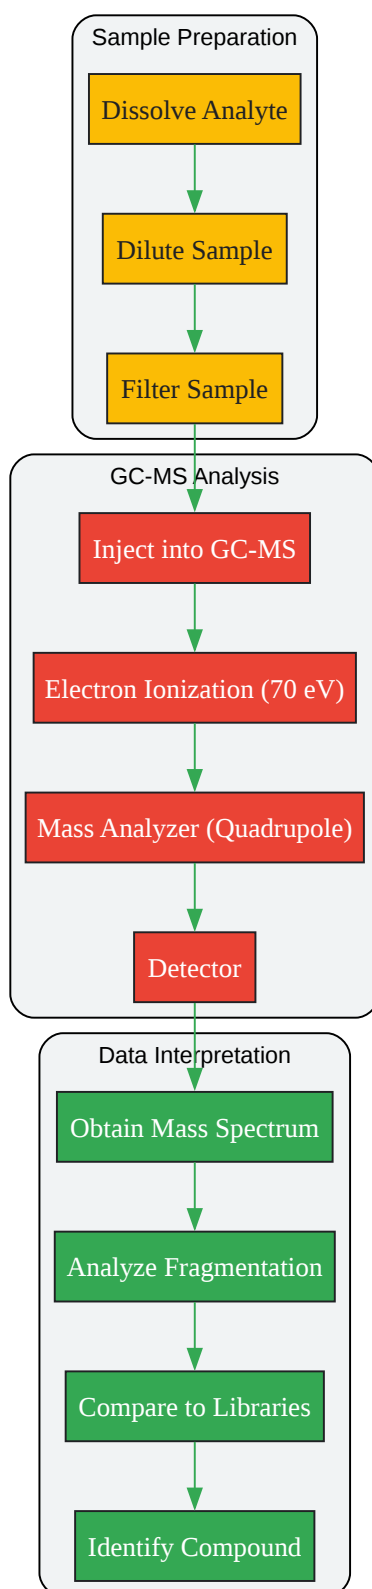 Sample Preparation
Dissolve Analyte
Dilute Sample
Filter Sample
GC-MS Analysis
Inject into GC-MS
Electron Ionization (70 eV)
Mass Analyzer (Quadrupole)
Detector
Data Interpretation
Obtain Mass Spectrum
Analyze Fragmentation
Compare to Libraries
Identify Compound